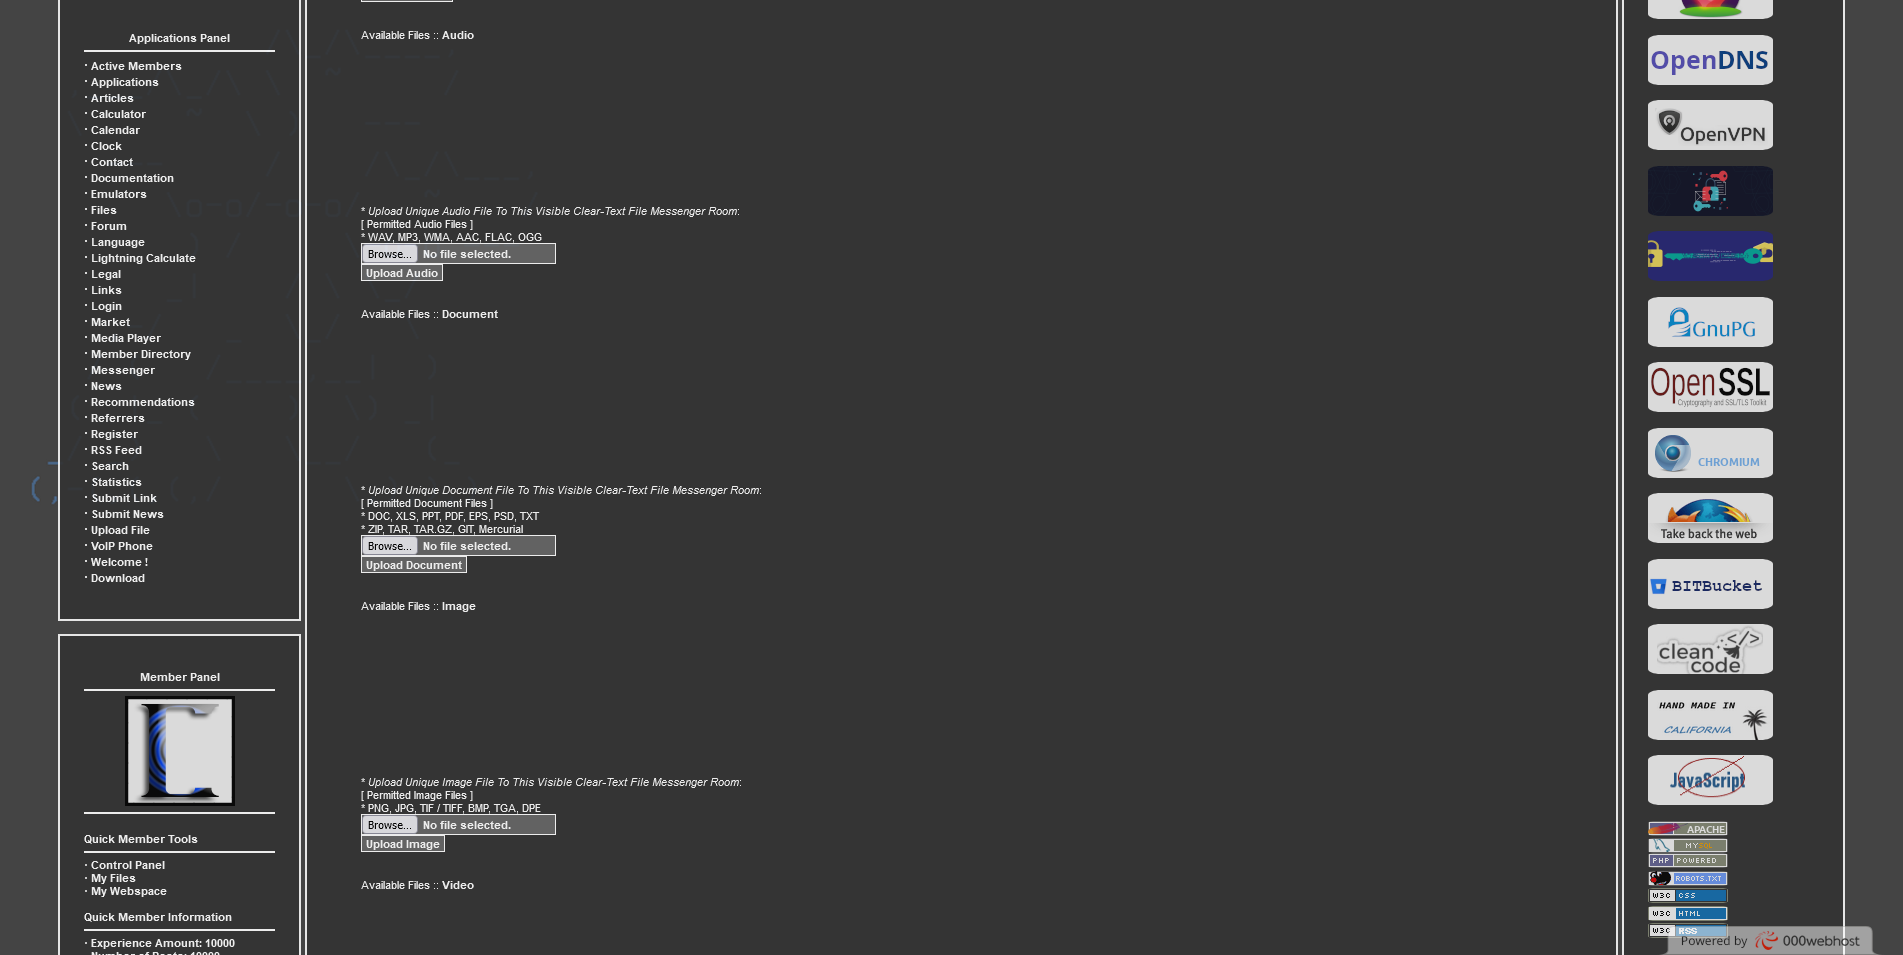 Applications Panel
· Active Members
· Applications
· Articles
· Calculator
· Calendar
· Clock
· Contact
· Documentation
· Emulators
· Files
· Forum
· Language
· Lightning Calculate
· Legal
· Links
· Login
· Market
· Media Player
· Member Directory
· Messenger
· News
· Recommendations
· Referrers
· Register
· RSS Feed
· Search
· Statistics
· Submit Link
· Submit News
· Upload File
· VoIP Phone
· Welcome !
· Download
Member Panel
Quick Member Tools
· Control Panel
· My Files
· My Webspace
Quick Member Information
· Experience Amount: 10000
Available Files :: Audio
* Upload Unique Audio File To This Visible Clear-Text File Messenger Room:
[ Permitted Audio Files ]
* WAV, MP3, WMA, AAC, FLAC, OGG
Browse... No file selected.
Upload Audio
Available Files :: Document
* Upload Unique Document File To This Visible Clear-Text File Messenger Room:
[ Permitted Document Files ]
* DOC, XLS, PPT, PDF, EPS, PSD, TXT
* ZIP, TAR, TAR.GZ, GIT, Mercurial
Browse... No file selected.
Upload Document
Available Files :: Image
* Upload Unique Image File To This Visible Clear-Text File Messenger Room:
[ Permitted Image Files ]
* PNG, JPG, TIF / TIFF, BMP, TGA, DPE
Browse... No file selected.
Upload Image
Available Files :: Video
OpenDNS
OpenVPN
GnuPG
OpenSSL
Cryptography and SSL/TLS Toolkit
CHROMIUM
Take back the web
BITBucket
clean </>
code
HAND MADE IN
CALIFORNIA
JavaScript
APACHE
MYSQL
PHP POWERED
ROBOTS.TXT
W3C CSS
W3C HTML
W3C RSS
Powered by 000webhost